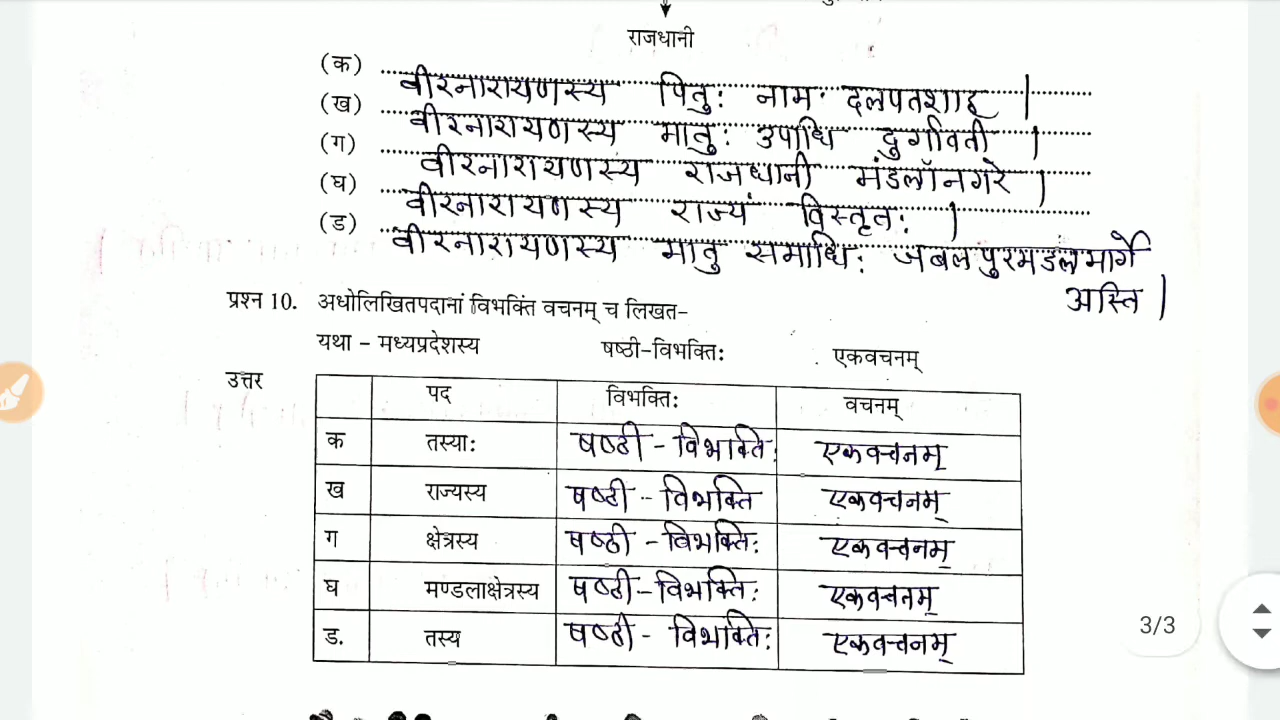 राजधानी
(क) वीरनारायणस्य पितुः नामः दलपतशाह |
(ख) वीरनारायणस्य मातुः उपाधि दुर्गावती |
(ग) वीरनारायणस्य राजधानी मंडलॉनगरे |
(घ) वीरनारायणस्य राज्यं विस्तृतः |
(ड) वीरनारायणस्य मातु समाधिः जबलपुरमडलमार्गे
अस्ति |
प्रश्न 10. अधोलिखितपदानां विभक्तिं वचनम् च लिखत-
यथा - मध्यप्रदेशस्य षष्ठी-विभक्तिः एकवचनम्
उत्तर
पद विभक्तिः वचनम्
क तस्याः षष्ठी - विभक्तिः एकवचनम्
ख राज्यस्य षष्ठी - विभक्ति एकवचनम्
ग क्षेत्रस्य षष्ठी - विभक्तिः एकवचनम्
घ मण्डलाक्षेत्रस्य षष्ठी - विभक्तिः एकवचनम्
ड. तस्य षष्ठी - विभक्तिः एकवचनम्
3/3